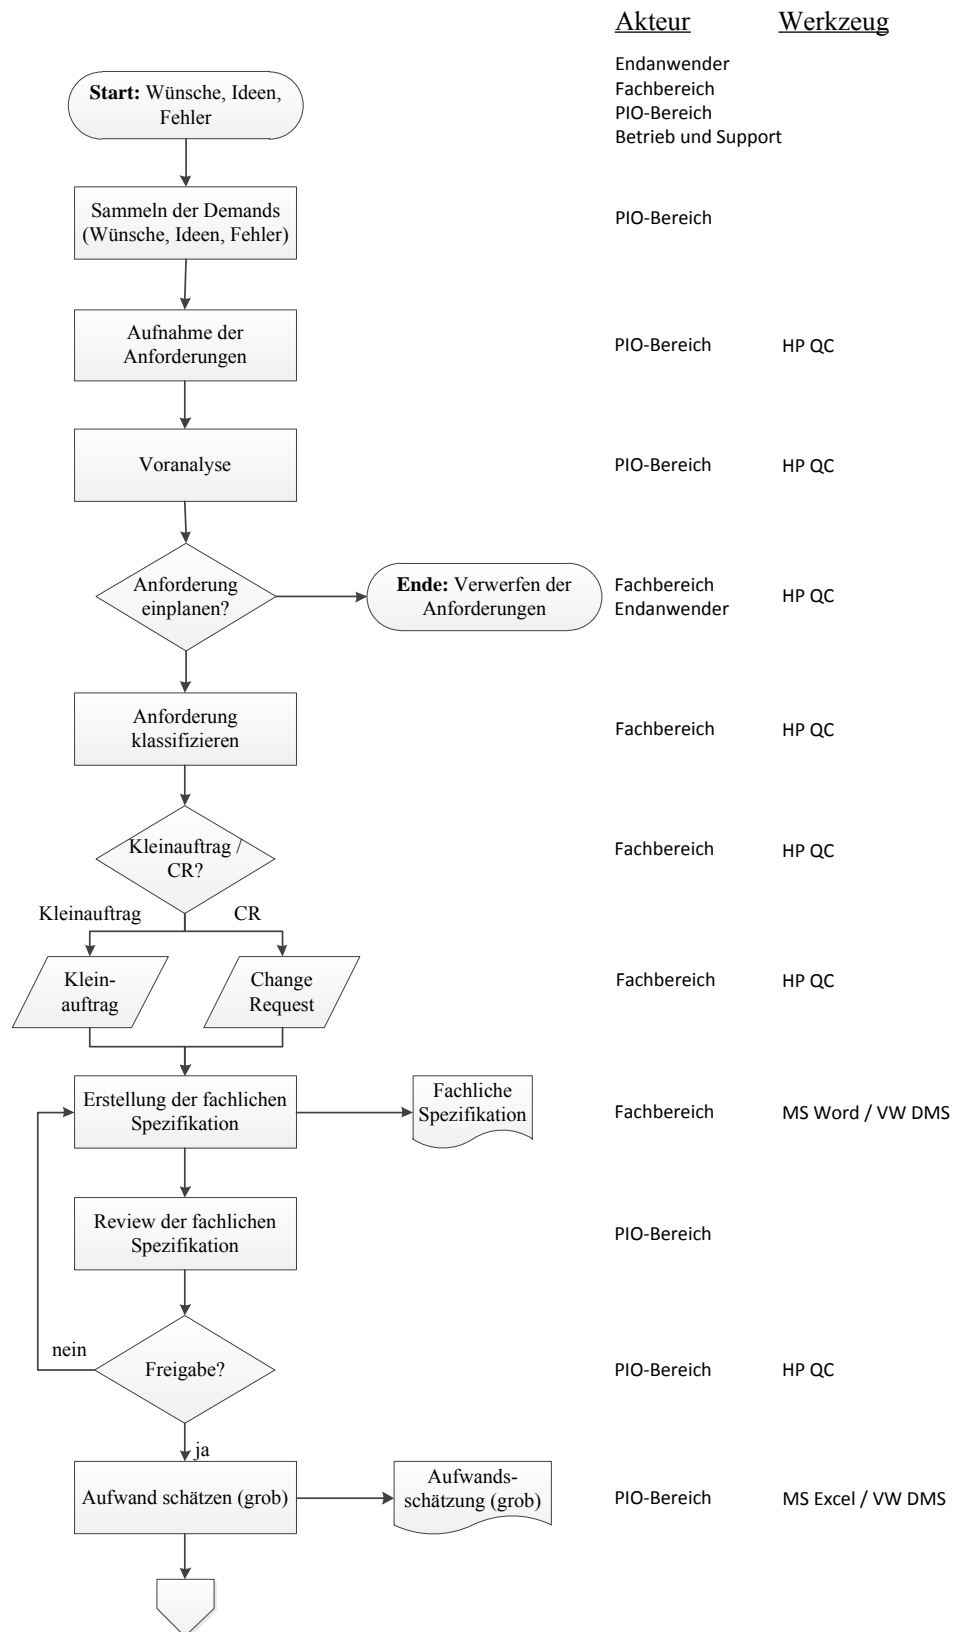 Akteur Werkzeug
Endanwender
Fachbereich
PIO-Bereich
Betrieb und Support
Start: Wünsche, Ideen,
Fehler
Sammeln der Demands
(Wünsche, Ideen, Fehler)
PIO-Bereich
Aufnahme der
Anforderungen
PIO-Bereich HP QC
Voranalyse
PIO-Bereich HP QC
Anforderung
einplanen?
Ende: Verwerfen der
Anforderungen
Fachbereich
Endanwender
HP QC
Anforderung
klassifizieren
Fachbereich HP QC
Kleinauftrag /
CR?
Fachbereich HP QC
Kleinauftrag CR
Klein-
auftrag
Change
Request
Fachbereich HP QC
Erstellung der fachlichen
Spezifikation
Fachliche
Spezifikation
Fachbereich MS Word / VW DMS
Review der fachlichen
Spezifikation
PIO-Bereich
nein
Freigabe?
PIO-Bereich HP QC
ja
Aufwand schätzen (grob)
Aufwands-
schätzung (grob)
PIO-Bereich MS Excel / VW DMS